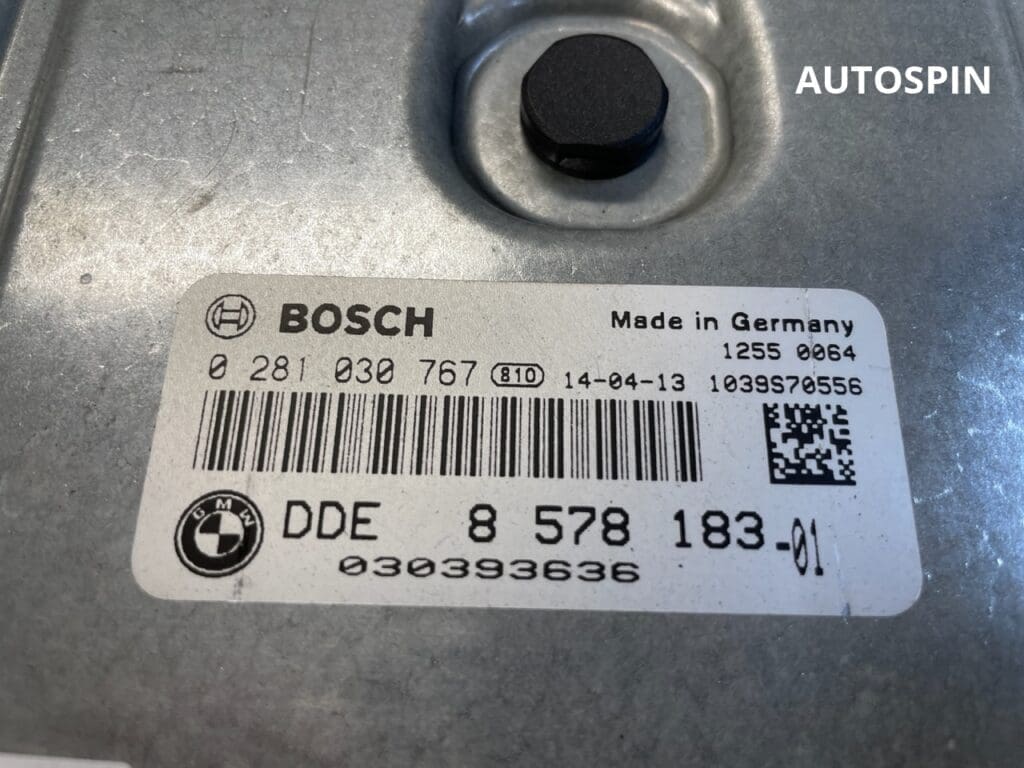 AUTOSPIN
BOSCH
Made in Germany
1255 0064
0 281 030 767 810 14-04-13 1039S70556
BMW
DDE 8 578 183-01
030393636